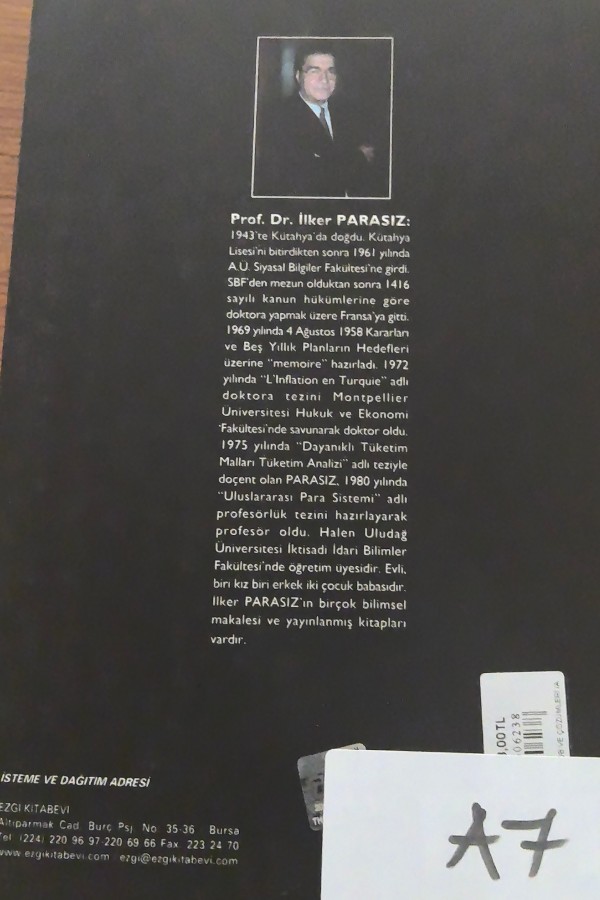 Prof. Dr. İlker PARASIZ:
1943'te Kütahya'da doğdu. Kütahya
Lisesi'ni bitirdikten sonra 1961 yılında
A.Ü. Siyasal Bilgiler Fakültesi'ne girdi.
SBF'den mezun olduktan sonra 1416
sayılı kanun hükümlerine göre
doktora yapmak üzere Fransa'ya gitti.
1969 yılında 4 Ağustos 1958 Kararları
ve Beş Yıllık Planların Hedefleri
üzerine "memoire" hazırladı. 1972
yılında "L'Inflation en Turquie" adlı
doktora tezini Montpellier
Üniversitesi Hukuk ve Ekonomi
Fakültesi'nde savunarak doktor oldu.
1975 yılında "Dayanıklı Tüketim
Malları Tüketim Analizi" adlı teziyle
doçent olan PARASIZ, 1980 yılında
"Uluslararası Para Sistemi" adlı
profesörlük tezini hazırlayarak
profesör oldu. Halen Uludağ
Üniversitesi İktisadi İdari Bilimler
Fakültesi'nde öğretim üyesidir. Evli,
biri kız biri erkek iki çocuk babasıdır.
İlker PARASIZ'ın birçok bilimsel
makalesi ve yayınlanmış kitapları
vardır.
İSTEME VE DAĞITIM ADRESİ
EZGİ KİTABEVİ
Altıparmak Cad. Burç Psj. No: 35-36 Bursa
Tel: (224) 220 96 97-220 69 66 Fax: 223 24 70
www.ezgikitabevi.com ezgi@ezgikitabevi.com
,00TL
06238
VE ÇÖZÜMLERİ
A7